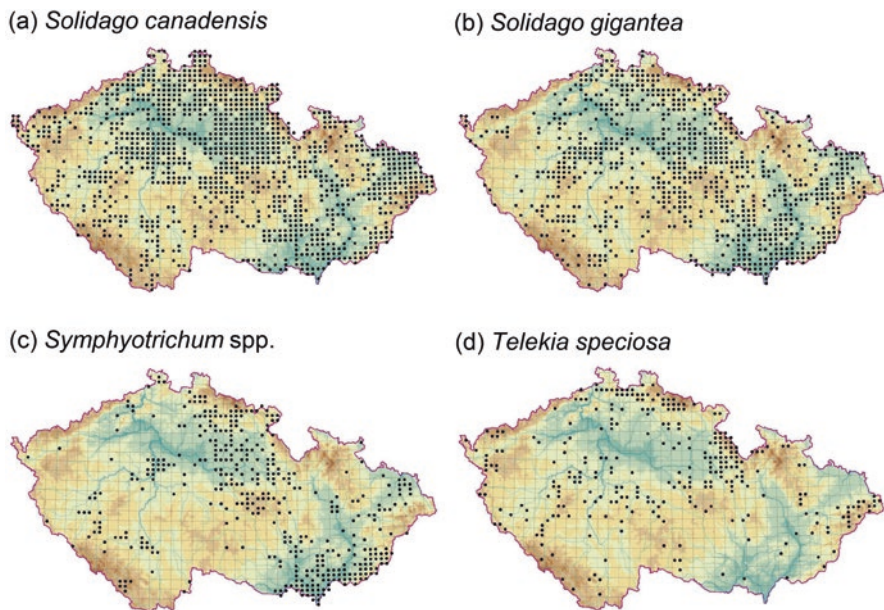 (a) Solidago canadensis
(b) Solidago gigantea
(c) Symphyotrichum spp.
(d) Telekia speciosa